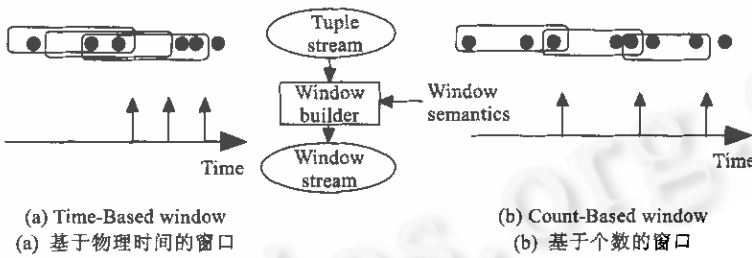 Tuple
stream
Window
builder
Window
semantics
Window
stream
Time
Time
(a) Time-Based window
(a) 基于物理时间的窗口
(b) Count-Based window
(b) 基于个数的窗口